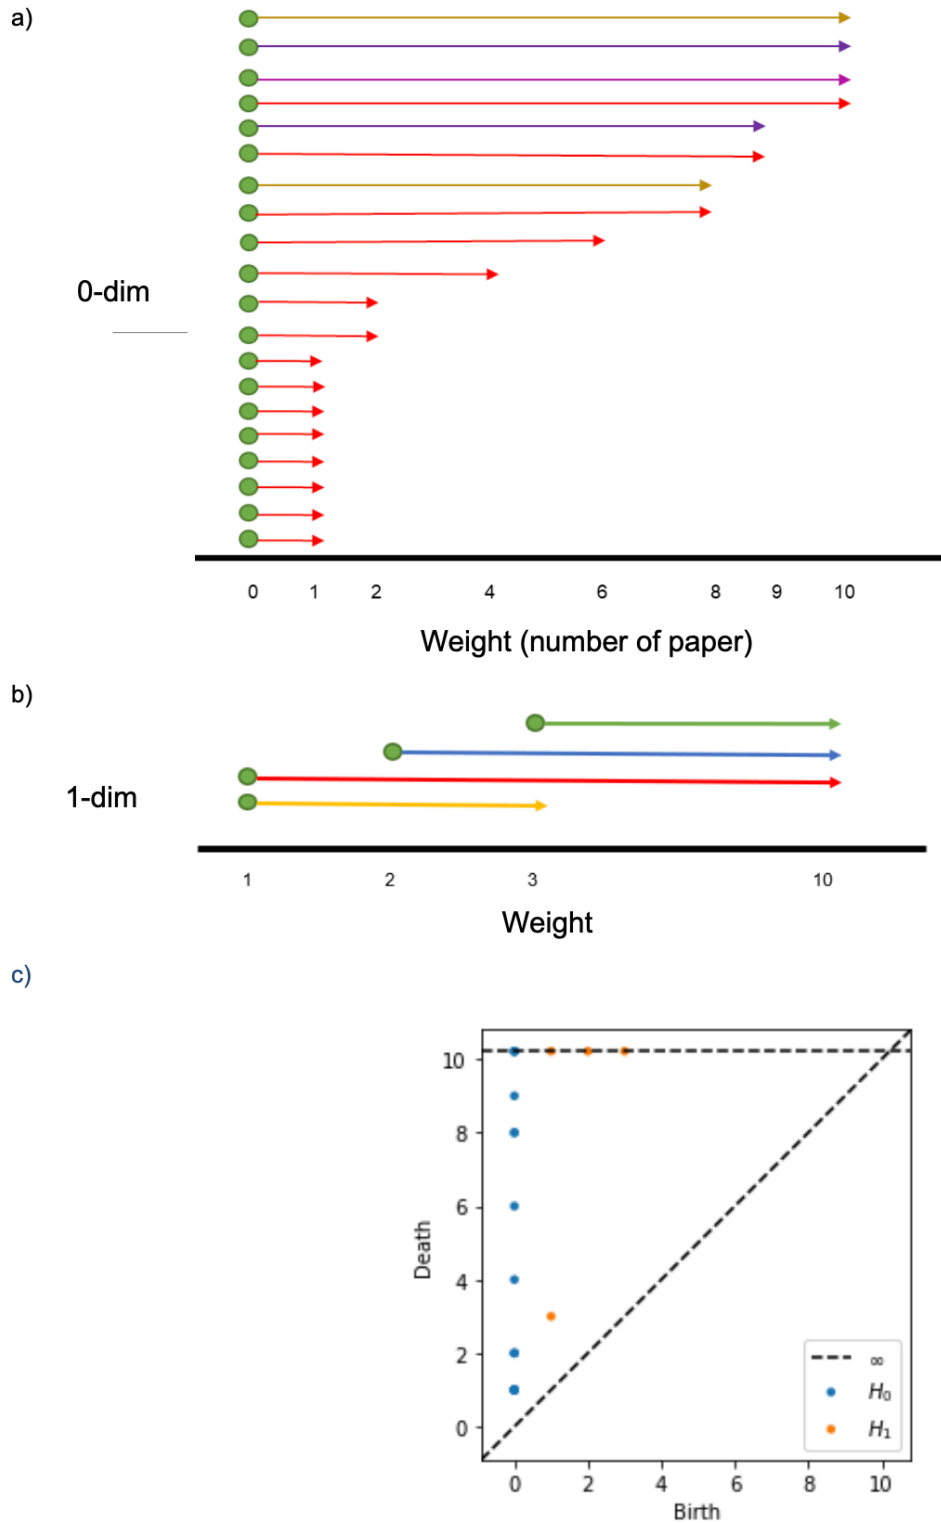 a)
0-dim
0 1 2 4 6 8 9 10
Weight (number of paper)
b)
1-dim
1 2 3 10
Weight
c)
10
8
6
4
2
0
Death
∞
H₀
H₁
0 2 4 6 8 10
Birth